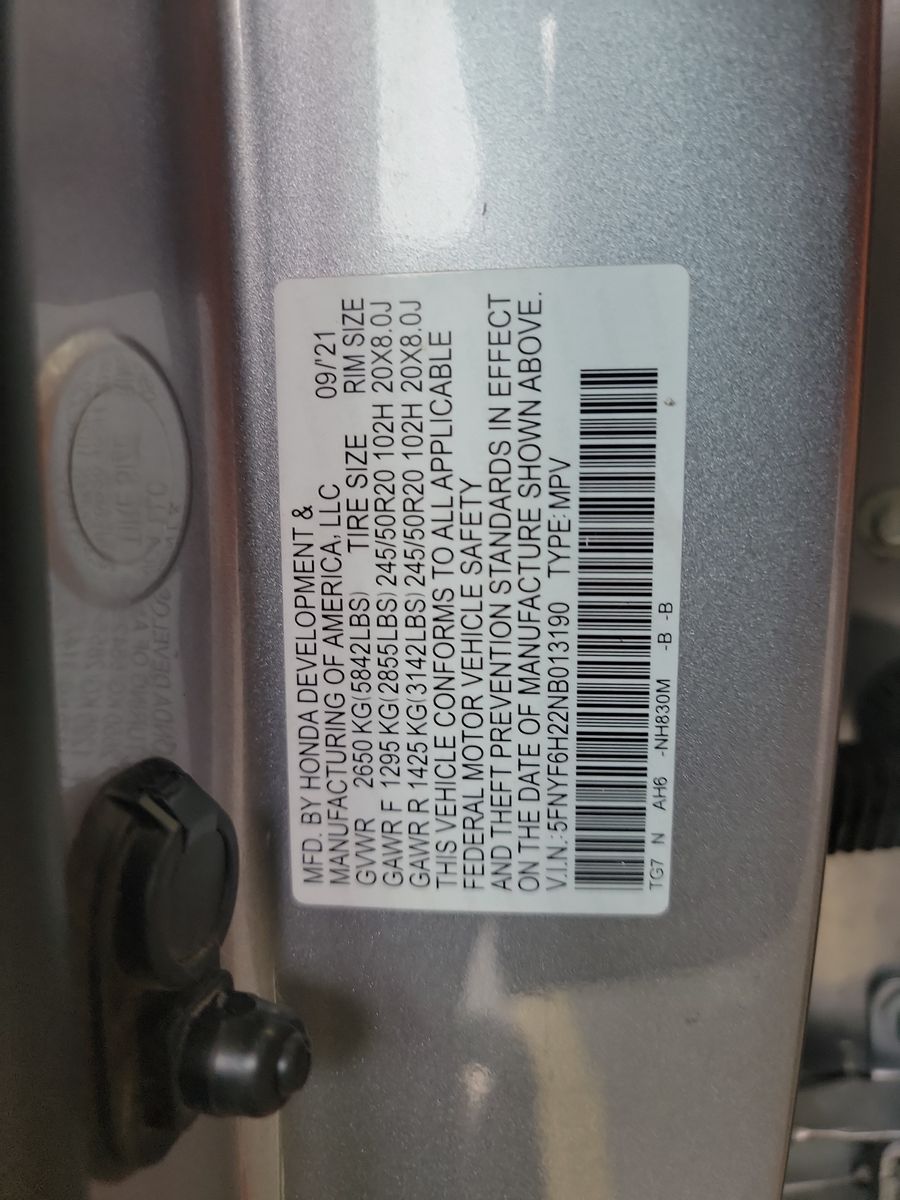 MFD. BY HONDA DEVELOPMENT &
MANUFACTURING OF AMERICA, LLC 09/'21
GVWR 2650 KG(5842LBS) TIRE SIZE RIM SIZE
GAWR F 1295 KG(2855LBS) 245/50R20 102H 20X8.0J
GAWR R 1425 KG(3142LBS) 245/50R20 102H 20X8.0J
THIS VEHICLE CONFORMS TO ALL APPLICABLE
FEDERAL MOTOR VEHICLE SAFETY
AND THEFT PREVENTION STANDARDS IN EFFECT
ON THE DATE OF MANUFACTURE SHOWN ABOVE.
V.I.N.:5FNYF6H22NB013190 TYPE:MPV
TG7 N AH6 -NH830M -B -B